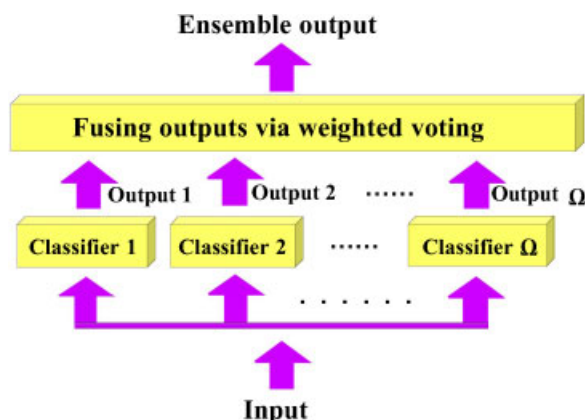 Ensemble output
Fusing outputs via weighted voting
Output 1 Output 2 ...... Output Ω
Classifier 1 Classifier 2 ...... Classifier Ω
. . . . . .
Input